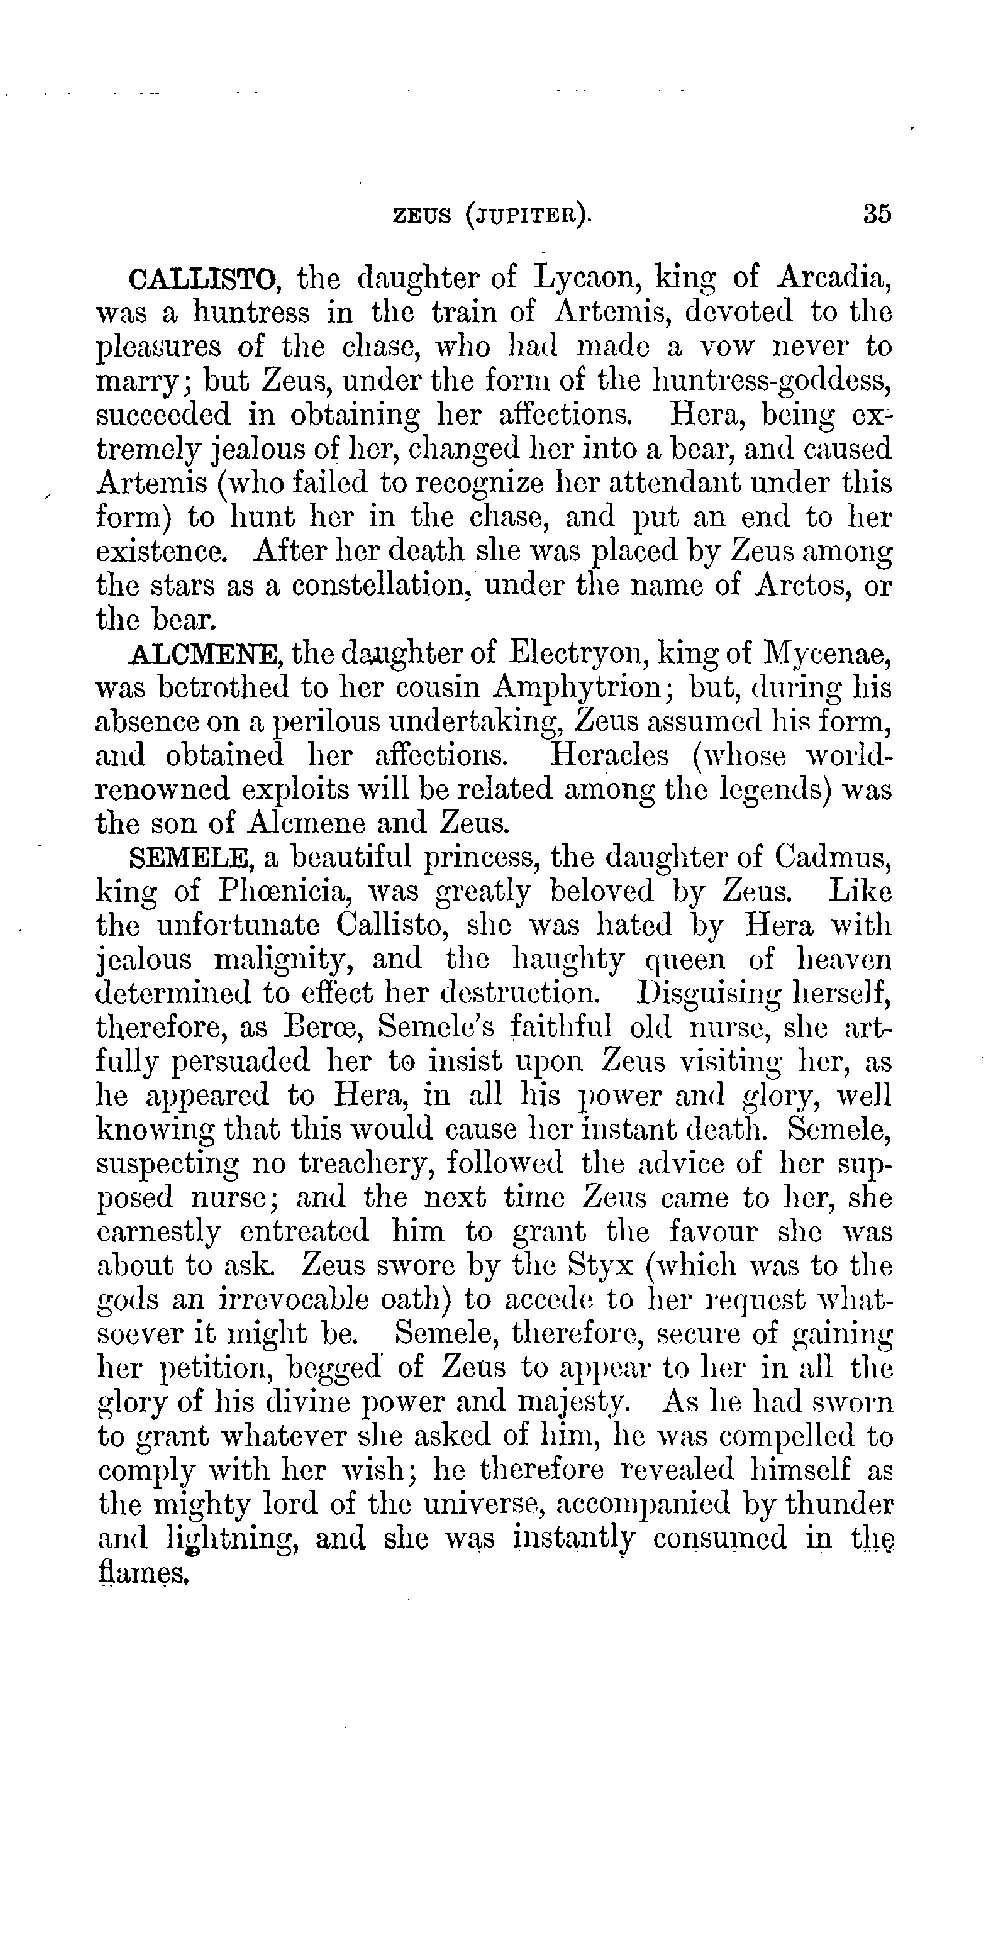 ZEUS (JUPITER). 35
CALLISTO, the daughter of Lycaon, king of Arcadia,
was a huntress in the train of Artemis, devoted to the
pleasures of the chase, who had made a vow never to
marry; but Zeus, under the form of the huntress-goddess,
succeeded in obtaining her affections. Hera, being ex-
tremely jealous of her, changed her into a bear, and caused
Artemis (who failed to recognize her attendant under this
form) to hunt her in the chase, and put an end to her
existence. After her death she was placed by Zeus among
the stars as a constellation, under the name of Arctos, or
the bear.
ALCMENE, the daughter of Electryon, king of Mycenae,
was betrothed to her cousin Amphytrion; but, during his
absence on a perilous undertaking, Zeus assumed his form,
and obtained her affections. Heracles (whose world-
renowned exploits will be related among the legends) was
the son of Alcmene and Zeus.
SEMELE, a beautiful princess, the daughter of Cadmus,
king of Phœnicia, was greatly beloved by Zeus. Like
the unfortunate Callisto, she was hated by Hera with
jealous malignity, and the haughty queen of heaven
determined to effect her destruction. Disguising herself,
therefore, as Berœ, Semele's faithful old nurse, she art-
fully persuaded her to insist upon Zeus visiting her, as
he appeared to Hera, in all his power and glory, well
knowing that this would cause her instant death. Semele,
suspecting no treachery, followed the advice of her sup-
posed nurse; and the next time Zeus came to her, she
earnestly entreated him to grant the favour she was
about to ask. Zeus swore by the Styx (which was to the
gods an irrevocable oath) to accede to her request what-
soever it might be. Semele, therefore, secure of gaining
her petition, begged of Zeus to appear to her in all the
glory of his divine power and majesty. As he had sworn
to grant whatever she asked of him, he was compelled to
comply with her wish; he therefore revealed himself as
the mighty lord of the universe, accompanied by thunder
and lightning, and she was instantly consumed in the
flames.